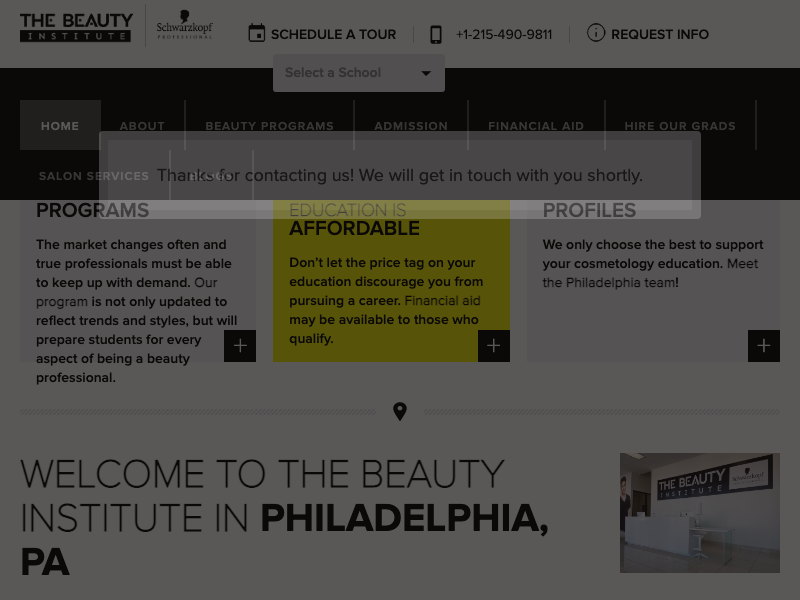 THE BEAUTY
INSTITUTE
Schwarzkopf
PROFESSIONAL
SCHEDULE A TOUR
+1-215-490-9811
REQUEST INFO
Select a School
HOME
ABOUT
BEAUTY PROGRAMS
ADMISSION
FINANCIAL AID
HIRE OUR GRADS
SALON SERVICES
Thanks for contacting us! We will get in touch with you shortly.
PROGRAMS
The market changes often and
true professionals must be able
to keep up with demand. Our
program is not only updated to
reflect trends and styles, but will
prepare students for every
aspect of being a beauty
professional.
EDUCATION IS
AFFORDABLE
Don't let the price tag on your
education discourage you from
pursuing a career. Financial aid
may be available to those who
qualify.
PROFILES
We only choose the best to support
your cosmetology education. Meet
the Philadelphia team!
WELCOME TO THE BEAUTY
INSTITUTE IN PHILADELPHIA,
PA
THE BEAUTY
INSTITUTE
Schwarzkopf